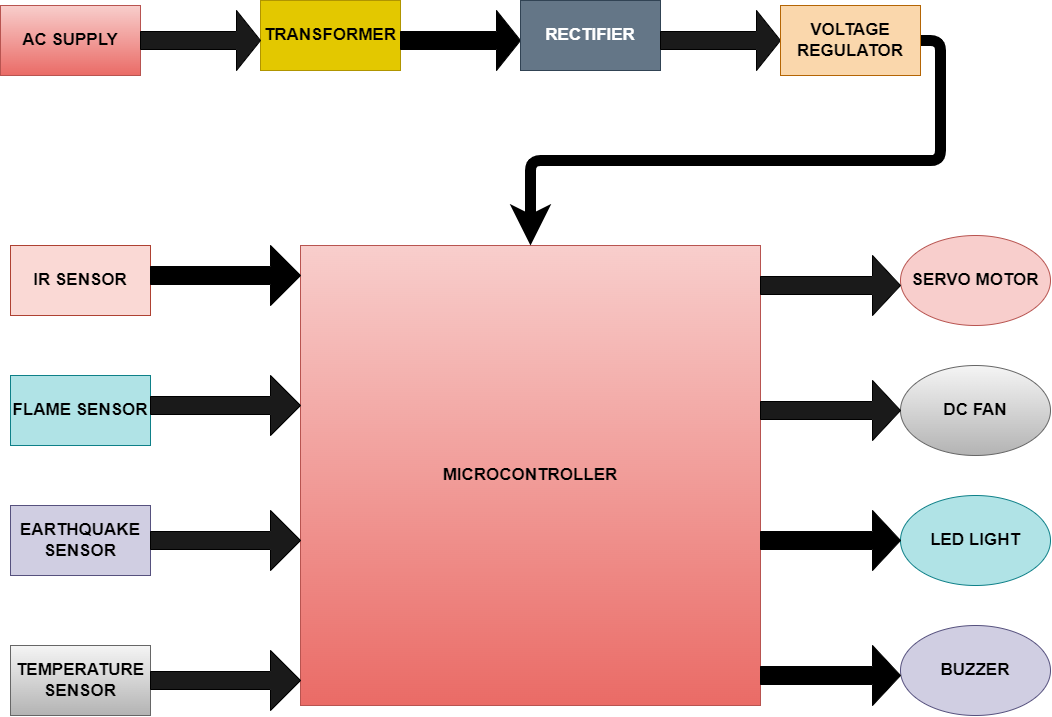 AC SUPPLY
TRANSFORMER
RECTIFIER
VOLTAGE
REGULATOR
IR SENSOR
SERVO MOTOR
FLAME SENSOR
DC FAN
MICROCONTROLLER
EARTHQUAKE
SENSOR
LED LIGHT
TEMPERATURE
SENSOR
BUZZER